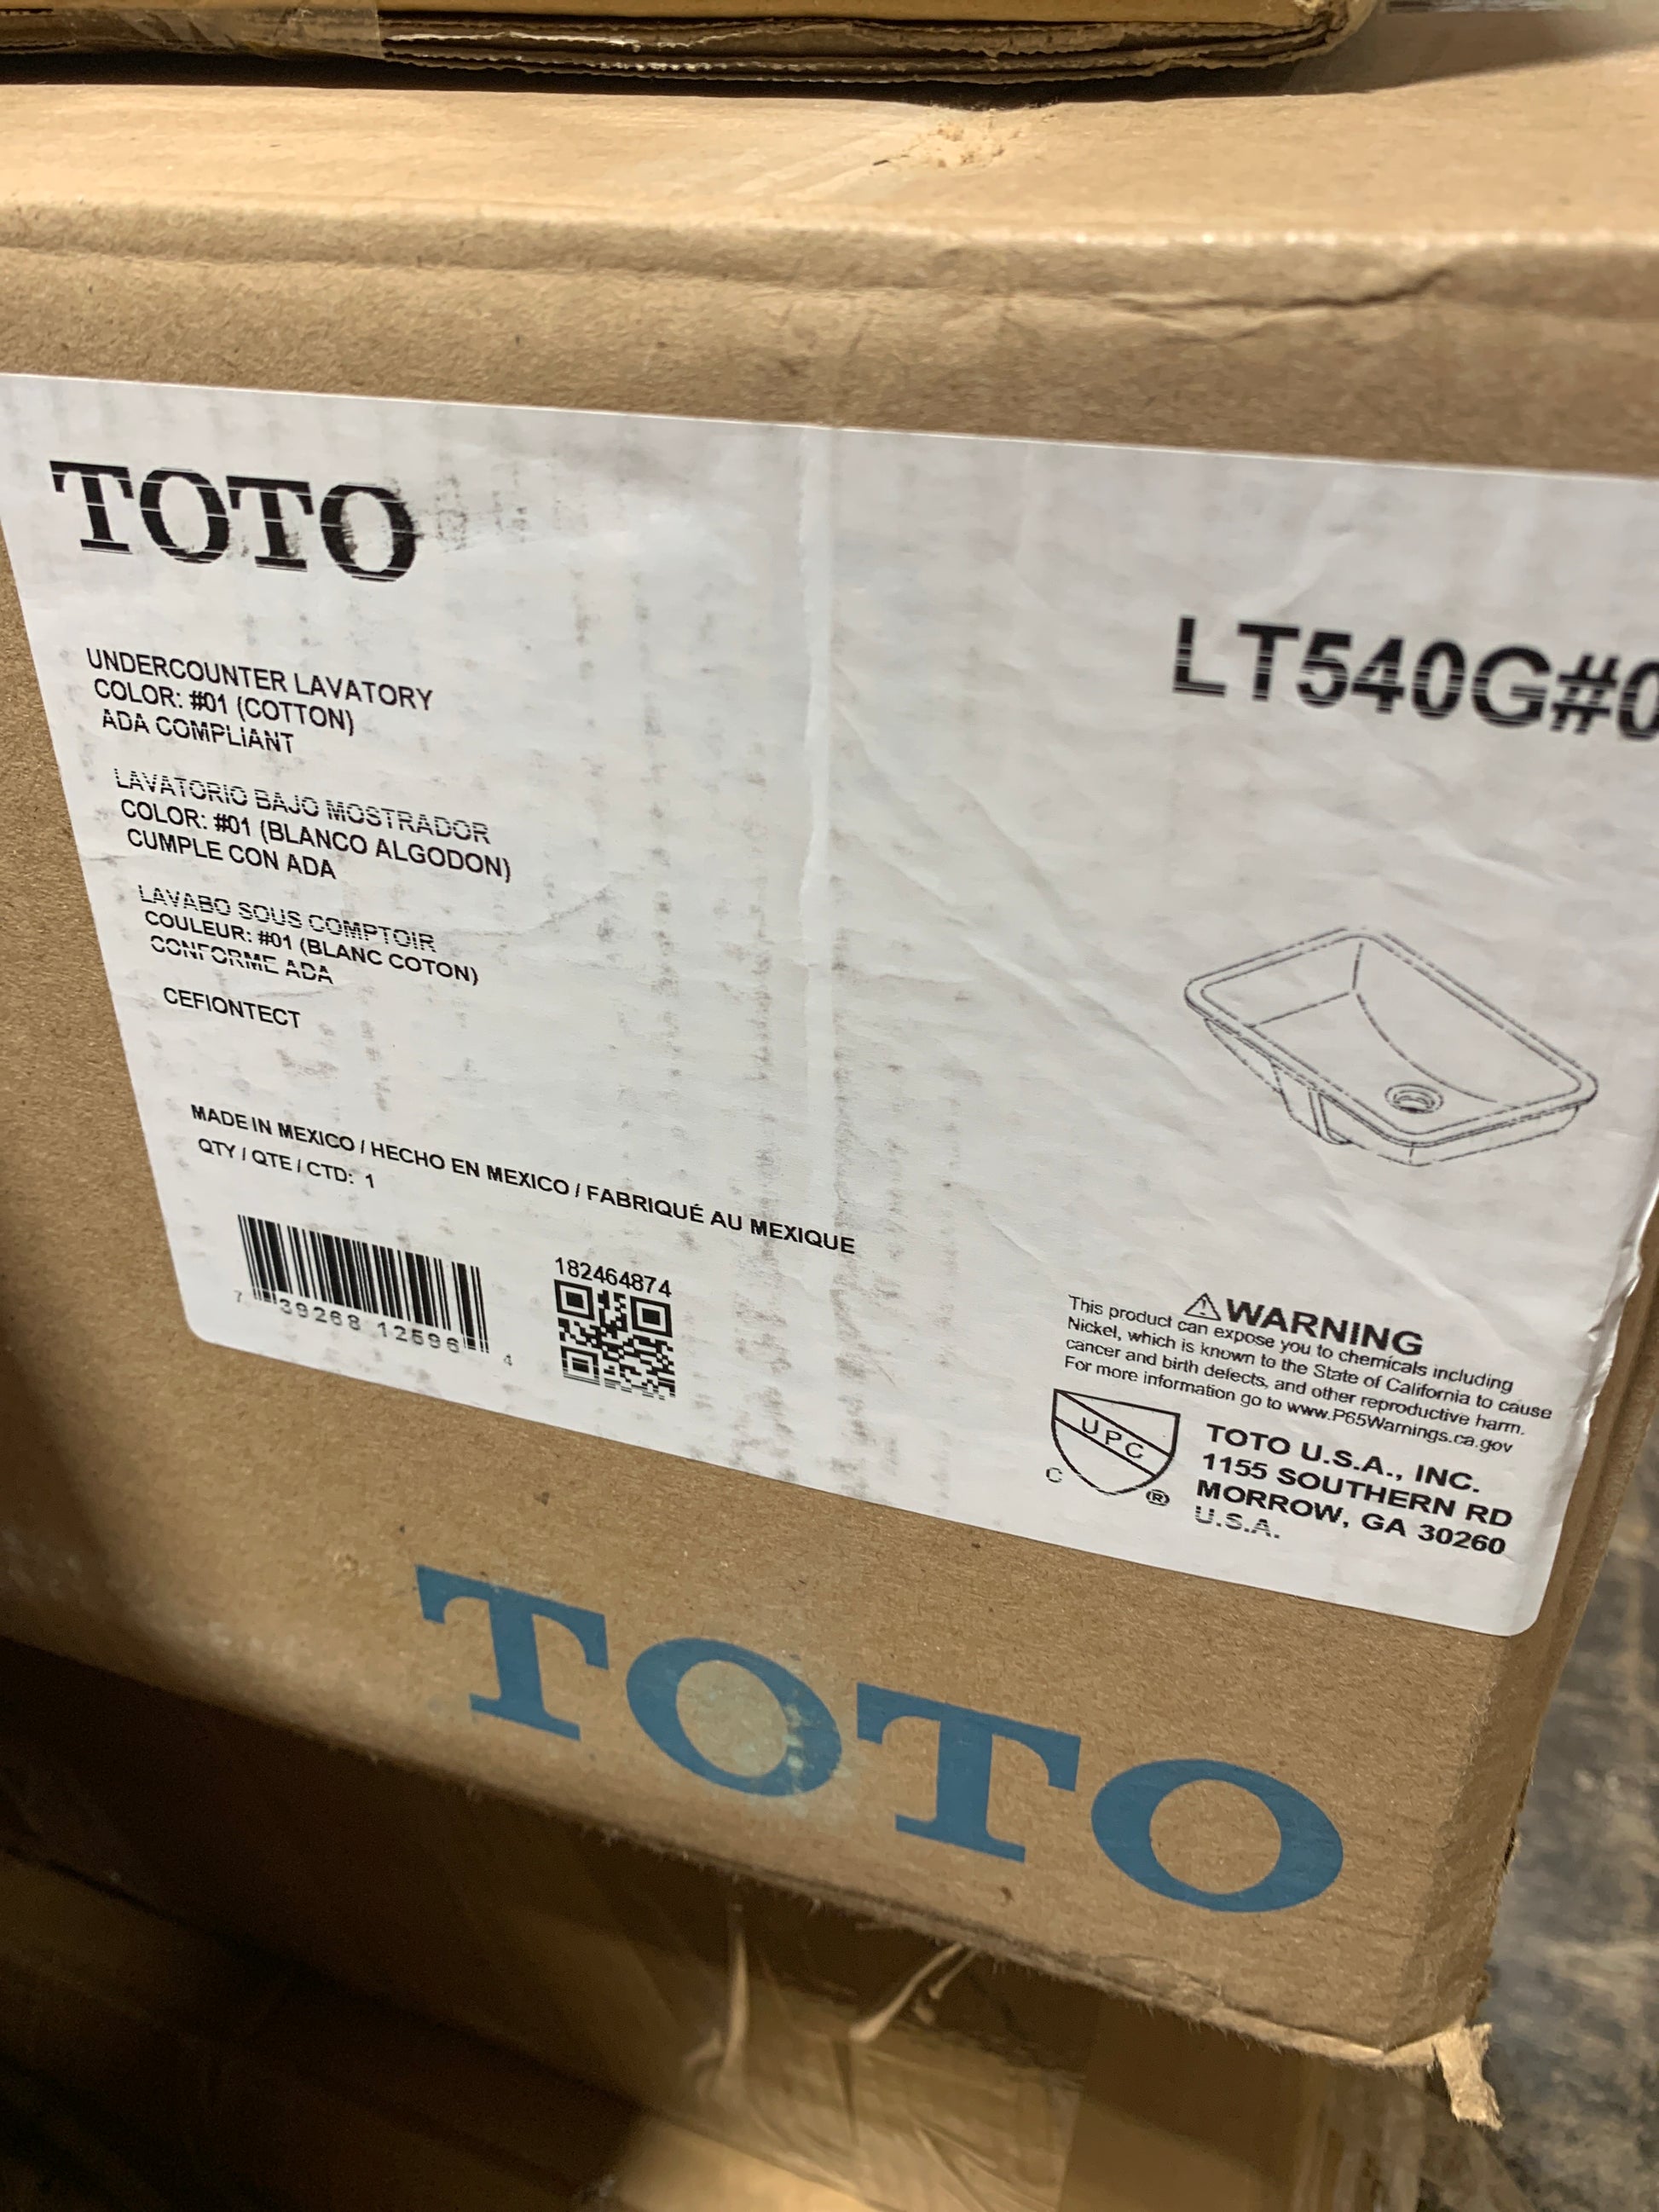 TOTO
LT540G#0
UNDERCOUNTER LAVATORY
COLOR: #01 (COTTON)
ADA COMPLIANT
LAVATORIO BAJO MOSTRADOR
COLOR: #01 (BLANCO ALGODON)
CUMPLE CON ADA
LAVABO SOUS COMPTOIR
COULEUR: #01 (BLANC COTON)
CONFORME ADA
CEFIONTECT
MADE IN MEXICO / HECHO EN MEXICO / FABRIQUÉ AU MEXIQUE
QTY / QTE / CTD: 1
7 39268 12596 4
182464874
⚠WARNING
This product can expose you to chemicals including
Nickel, which is known to the State of California to cause
cancer and birth defects, and other reproductive harm.
For more information go to www.P65Warnings.ca.gov
UPC
C ®
TOTO U.S.A., INC.
1155 SOUTHERN RD
MORROW, GA 30260
U.S.A.
TOTO